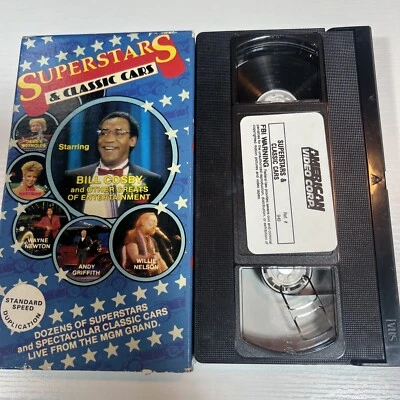 SUPERSTARS
& CLASSIC CARS
Starring
BILL COSBY
and OTHER GREATS
OF ENTERTAINMENT
WAYNE
NEWTON
ANDY
GRIFFITH
WILLIE
NELSON
STANDARD
SPEED
DUPLICATION
DOZENS OF SUPERSTARS
and SPECTACULAR CLASSIC CARS
LIVE FROM THE MGM GRAND.
AMERICAN
VIDEO CORP.
SUPERSTARS &
CLASSIC CARS
Ref. #
FBI WARNING
VHS